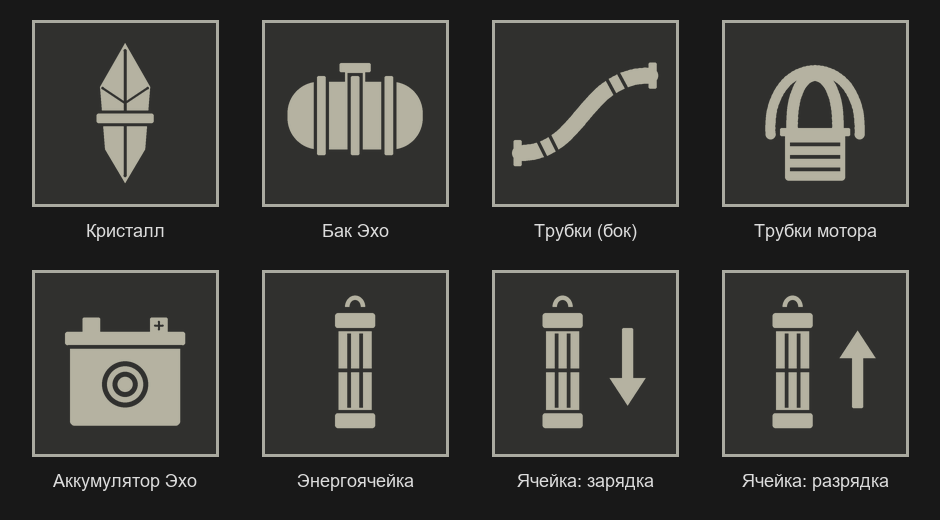 Кристалл
Бак Эхо
Трубки (бок)
Трубки мотора
Аккумулятор Эхо
Энергоячейка
Ячейка: зарядка
Ячейка: разрядка